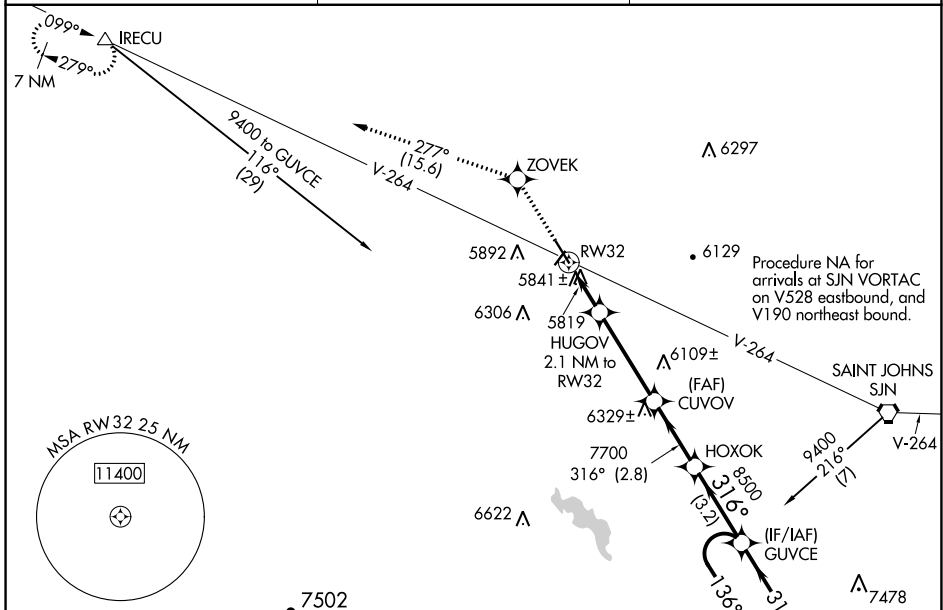 099°
IRECU
279°
7 NM
9400 to GUVCE
116°
(29)
V-264
277°
(15.6)
ZOVEK
6297
5892
RW32
5841±
6129
Procedure NA for
arrivals at SJN VORTAC
on V528 eastbound, and
V190 northeast bound.
6306
5819
HUGOV
2.1 NM to
RW32
V-264
6109±
SAINT JOHNS
SJN
(FAF)
CUVOV
6329±
V-264
MSA RW32 25 NM
11400
7700
316° (2.8)
HOXOK
8500
316°
(3.2)
9400
216°
(7)
6622
(IF/IAF)
GUVCE
136°
7478
7502